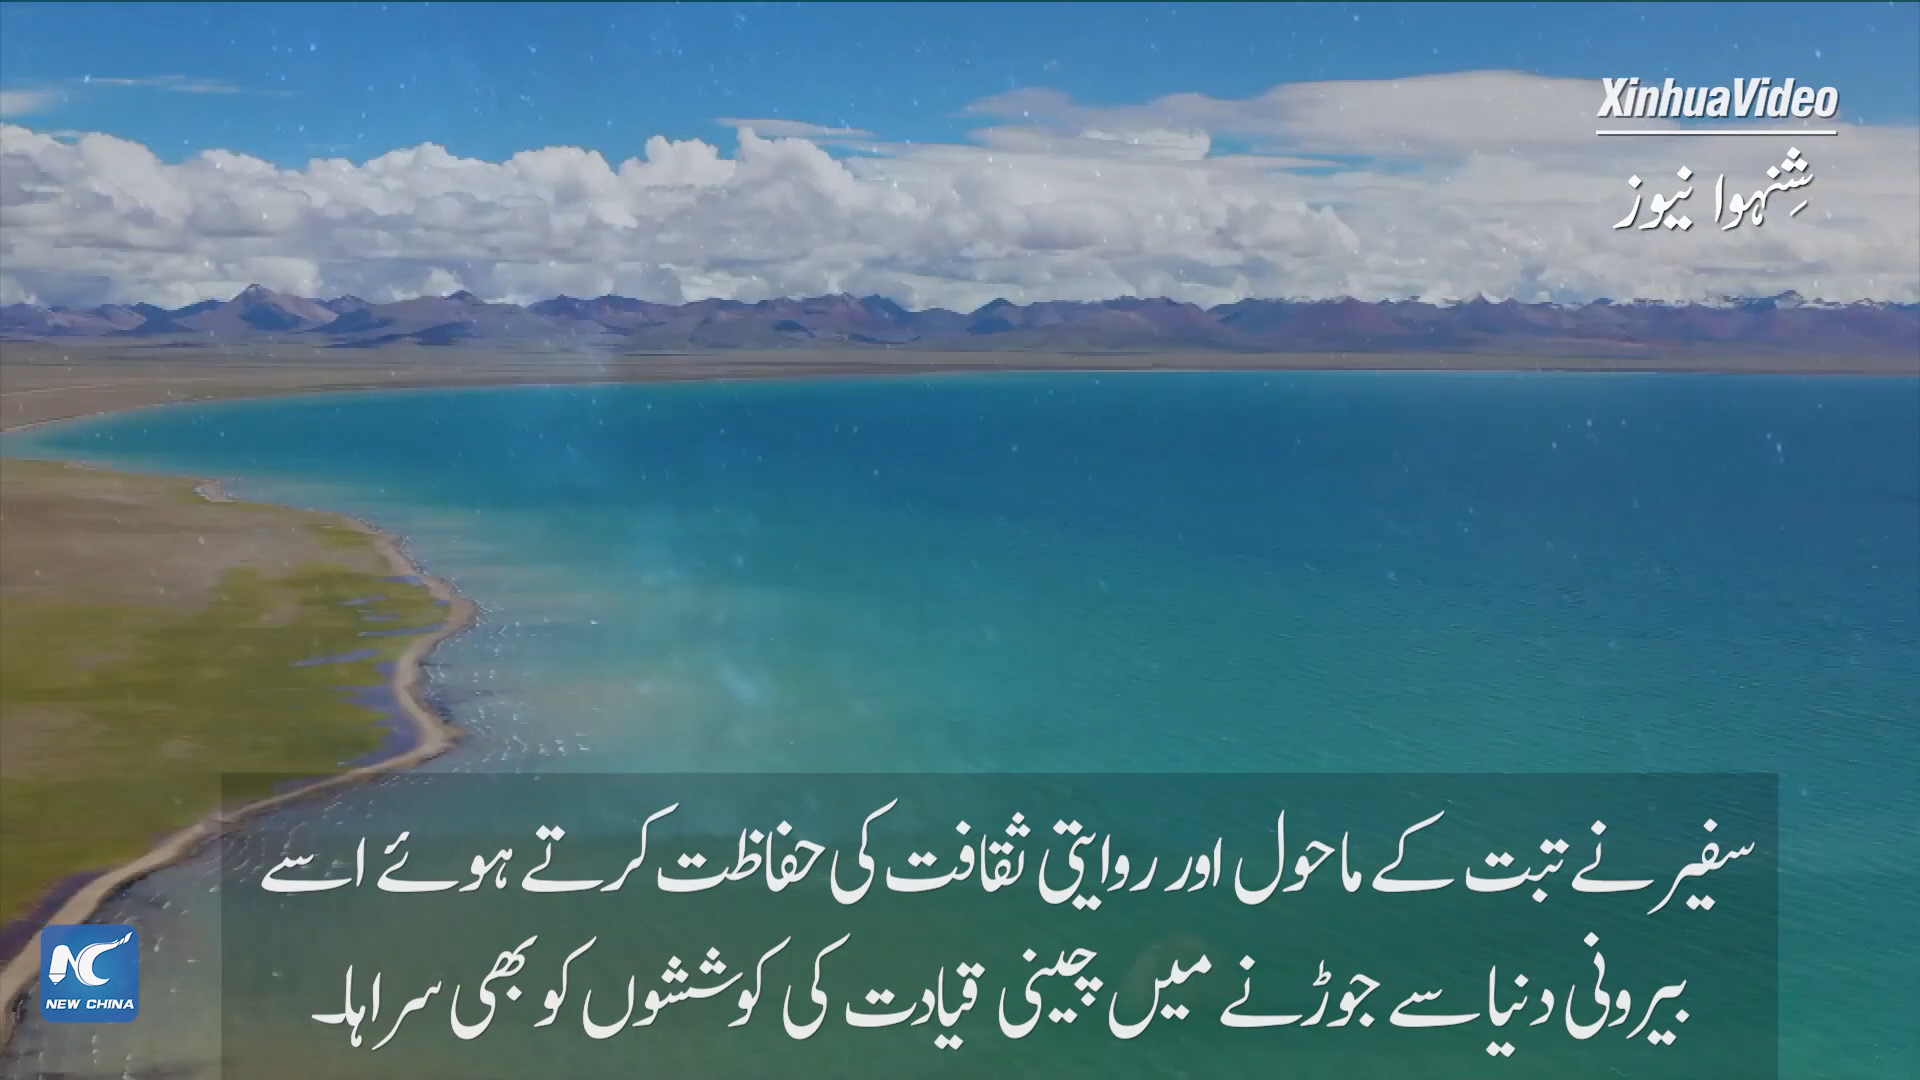 XinhuaVideo
شِنہوا نیوز
سفیر نے تبت کے ماحول اور روایتی ثقافت کی حفاظت کرتے ہوئے اسے
بیرونی دنیا سے جوڑنے میں چینی قیادت کی کوششوں کو بھی سراہا۔
NEW CHINA